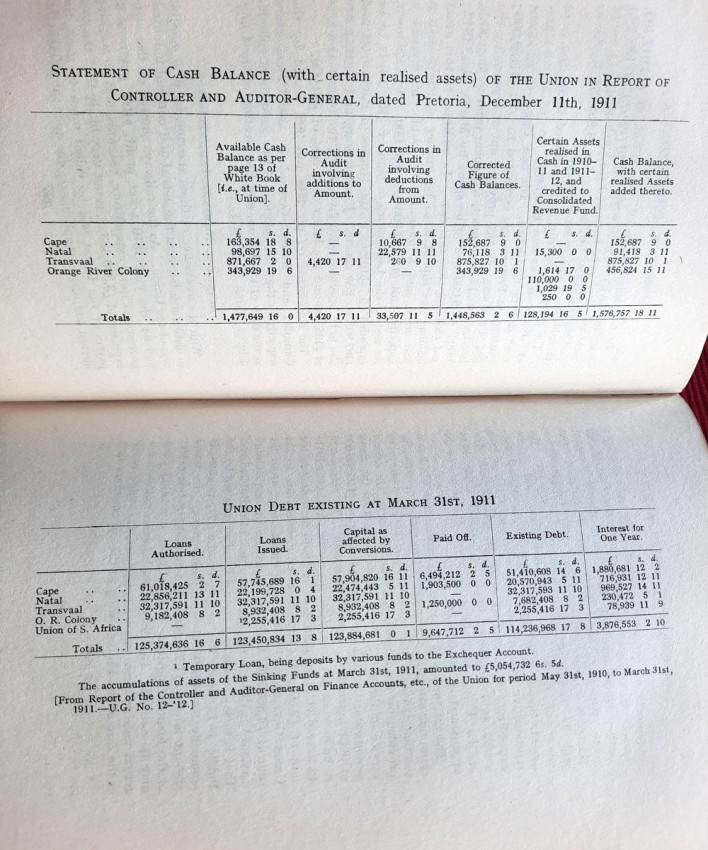 STATEMENT OF CASH BALANCE (with certain realised assets) OF THE UNION IN REPORT OF
CONTROLLER AND AUDITOR-GENERAL, dated Pretoria, December 11th, 1911
Available Cash Balance as per page 13 of White Book [i.e., at time of Union].
Corrections in Audit involving additions to Amount.
Corrections in Audit involving deductions from Amount.
Corrected Figure of Cash Balances.
Certain Assets realised in Cash in 1910–11 and 1911–12, and credited to Consolidated Revenue Fund.
Cash Balance, with certain realised Assets added thereto.
£ s. d. £ s. d £ s. d. £ s. d. £ s. d. £ s. d.
Cape .. .. .. .. 163,354 18 8 — 10,667 9 8 152,687 9 0 — 152,687 9 0
Natal .. .. .. .. 98,697 15 10 — 22,579 11 11 76,118 3 11 15,300 0 0 91,418 3 11
Transvaal .. .. .. .. 871,667 2 0 4,420 17 11 260 9 10 875,827 10 1 — 875,827 10 1
Orange River Colony .. .. 343,929 19 6 — — 343,929 19 6 1,614 17 0 456,824 15 11
110,000 0 0
1,029 19 5
250 0 0
Totals .. .. .. 1,477,649 16 0 4,420 17 11 33,507 11 5 1,448,563 2 6 128,194 16 5 1,576,757 18 11
UNION DEBT EXISTING AT MARCH 31ST, 1911
Loans Authorised.
Loans Issued.
Capital as affected by Conversions.
Paid Off.
Existing Debt.
Interest for One Year.
£ s. d. £ s. d. £ s. d. £ s. d. £ s. d. £ s. d.
Cape .. .. 61,018,425 2 7 57,745,689 16 1 57,904,820 16 11 6,494,212 2 5 51,410,608 14 6 1,880,681 12 2
Natal .. .. 22,856,211 13 11 22,199,728 0 4 22,474,443 5 11 1,903,500 0 0 20,570,943 5 11 716,931 12 11
Transvaal .. 32,317,591 11 10 32,317,591 11 10 32,317,591 11 10 — 32,317,593 11 10 969,527 14 11
O. R. Colony .. 9,182,408 8 2 8,932,408 8 2 8,932,408 8 2 1,250,000 0 0 7,682,408 8 2 230,472 5 1
Union of S. Africa — ¹2,255,416 17 3 2,255,416 17 3 — 2,255,416 17 3 78,939 11 9
Totals .. 125,374,636 16 6 123,450,834 13 8 123,884,681 0 1 9,647,712 2 5 114,236,968 17 8 3,876,553 2 10
¹ Temporary Loan, being deposits by various funds to the Exchequer Account.
The accumulations of assets of the Sinking Funds at March 31st, 1911, amounted to £5,054,732 6s. 5d.
[From Report of the Controller and Auditor-General on Finance Accounts, etc., of the Union for period May 31st, 1910, to March 31st,
1911.—U.G. No. 12–'12.]